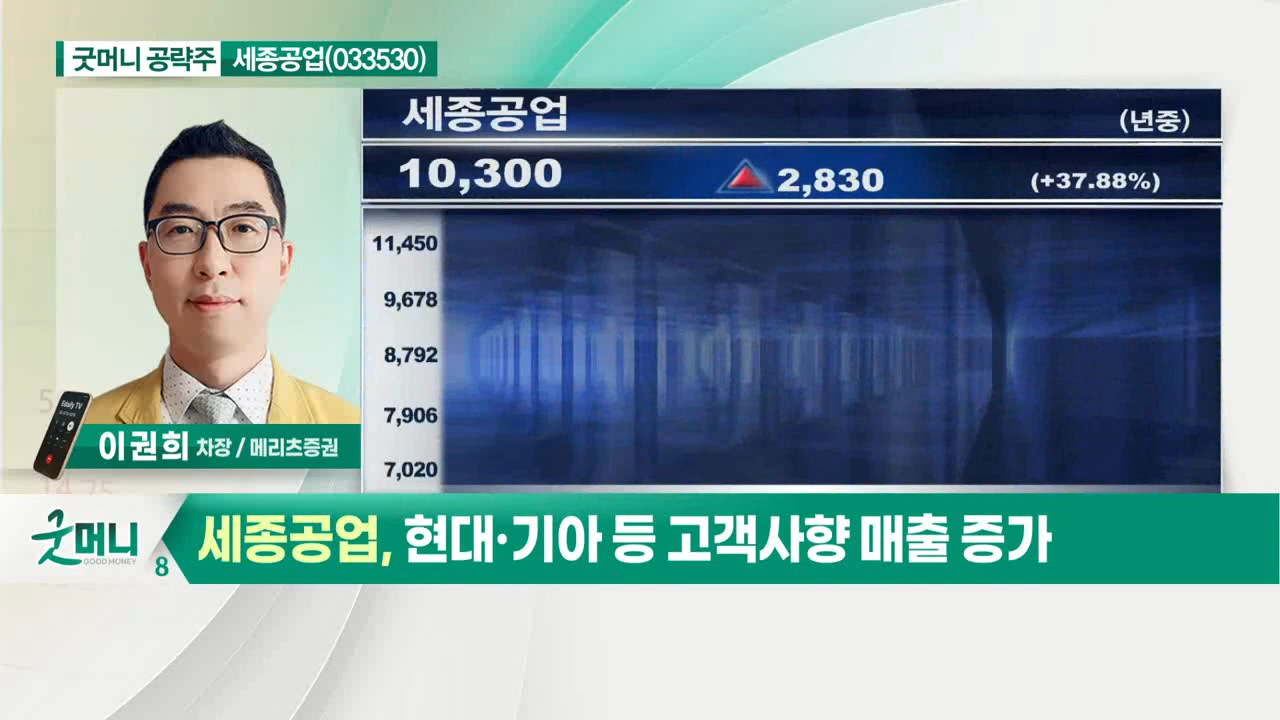 굿머니 공략주 세종공업(033530)
세종공업 (년중)
10,300 2,830 (+37.88%)
11,450
9,678
8,792
7,906
7,020
Edaily TV
이권희 차장 / 메리츠증권
굿머니
GOOD MONEY
8
세종공업, 현대·기아 등 고객사향 매출 증가